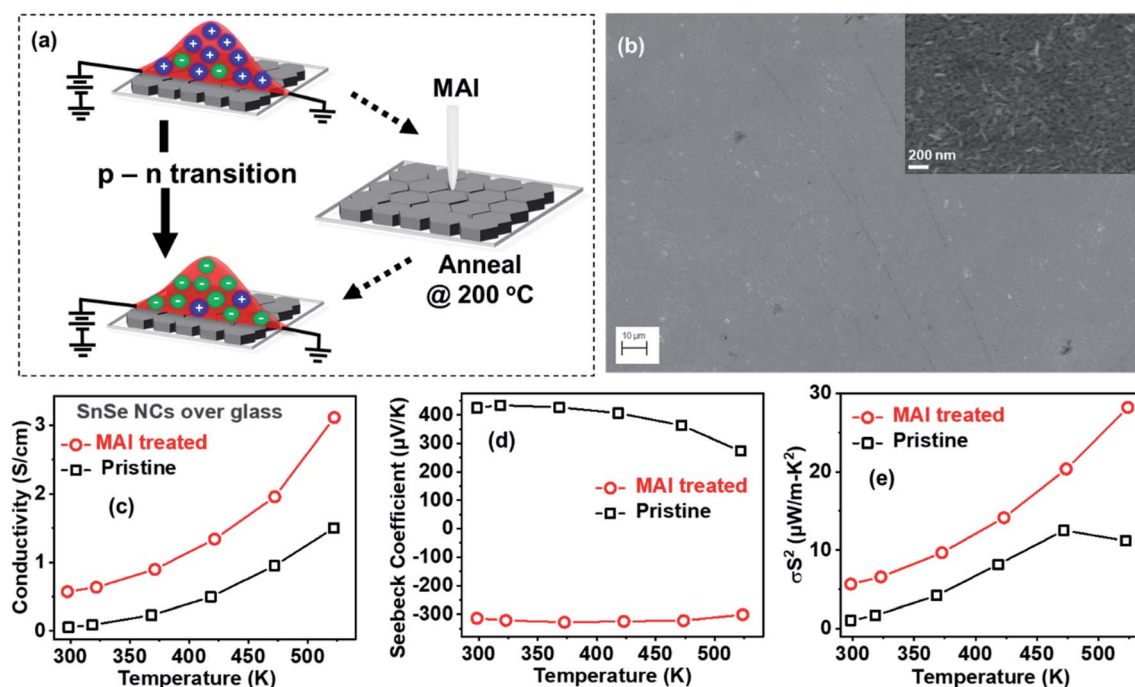 (a)
MAI
p – n transition
Anneal
@ 200 °C
(b)
200 nm
10 µm
SnSe NCs over glass
MAI treated
Pristine
(c)
3
2
1
0
Conductivity (S/cm)
300 350 400 450 500
Temperature (K)
(d)
MAI treated
Pristine
400
300
200
100
0
-100
-200
-300
Seebeck Coefficient (µV/K)
300 350 400 450 500
Temperature (K)
MAI treated
Pristine
(e)
30
20
10
0
σS² (µW/m-K²)
300 350 400 450 500
Temperature (K)